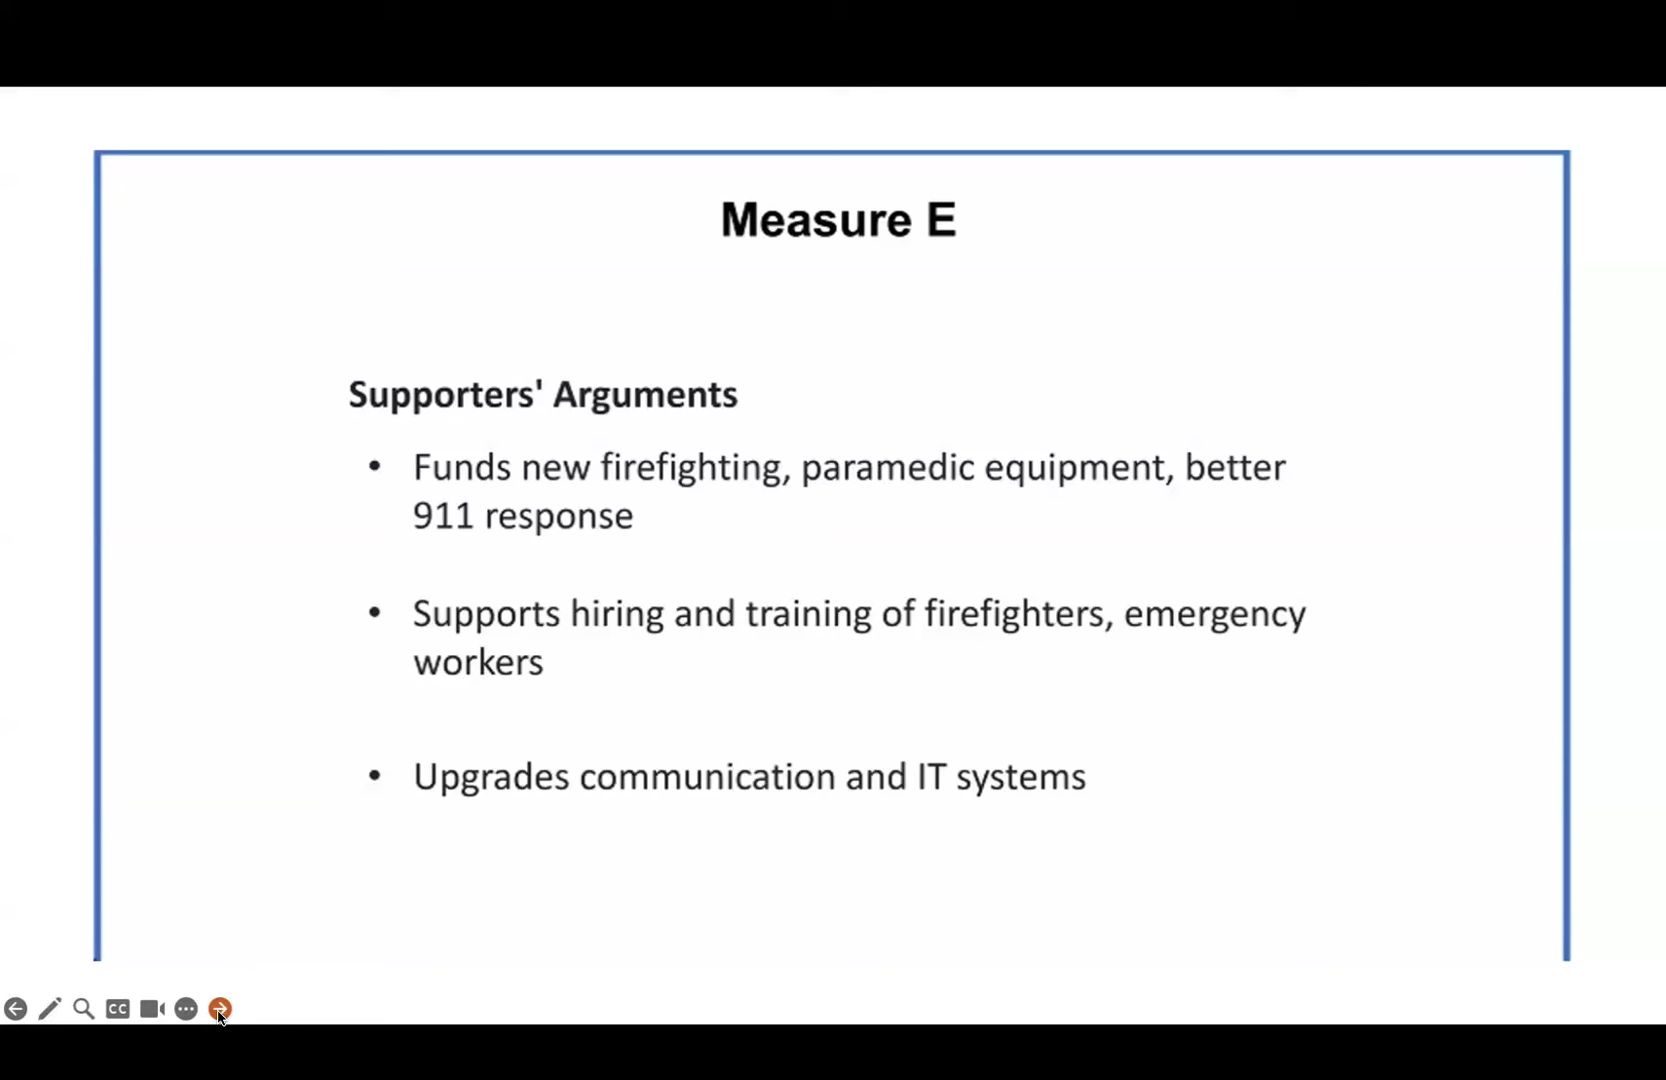 Measure E
Supporters' Arguments
• Funds new firefighting, paramedic equipment, better
911 response
• Supports hiring and training of firefighters, emergency
workers
• Upgrades communication and IT systems
CC